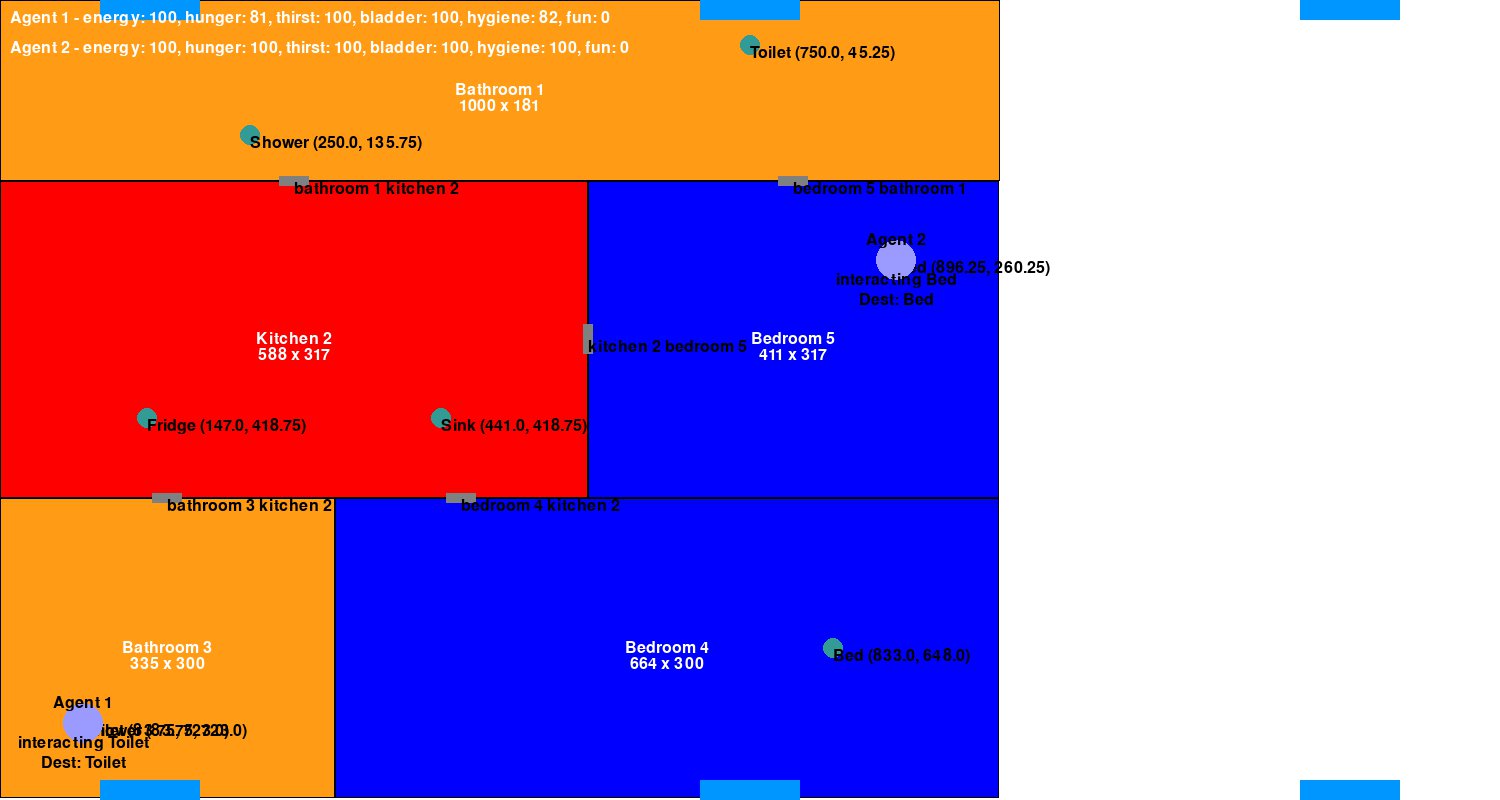 Agent 1 - energy: 100, hunger: 81, thirst: 100, bladder: 100, hygiene: 82, fun: 0
Agent 2 - energy: 100, hunger: 100, thirst: 100, bladder: 100, hygiene: 100, fun: 0
Toilet (750.0, 45.25)
Bathroom 1
1000 x 181
Shower (250.0, 135.75)
bathroom 1 kitchen 2
bedroom 5 bathroom 1
Agent 2
(896.25, 260.25)
interacting Bed
Dest: Bed
Kitchen 2
588 x 317
kitchen 2 bedroom 5
Bedroom 5
411 x 317
Fridge (147.0, 418.75)
Sink (441.0, 418.75)
bathroom 3 kitchen 2
bedroom 4 kitchen 2
Bathroom 3
335 x 300
Bedroom 4
664 x 300
Bed (833.0, 648.0)
Agent 1
interacting Toilet
Dest: Toilet